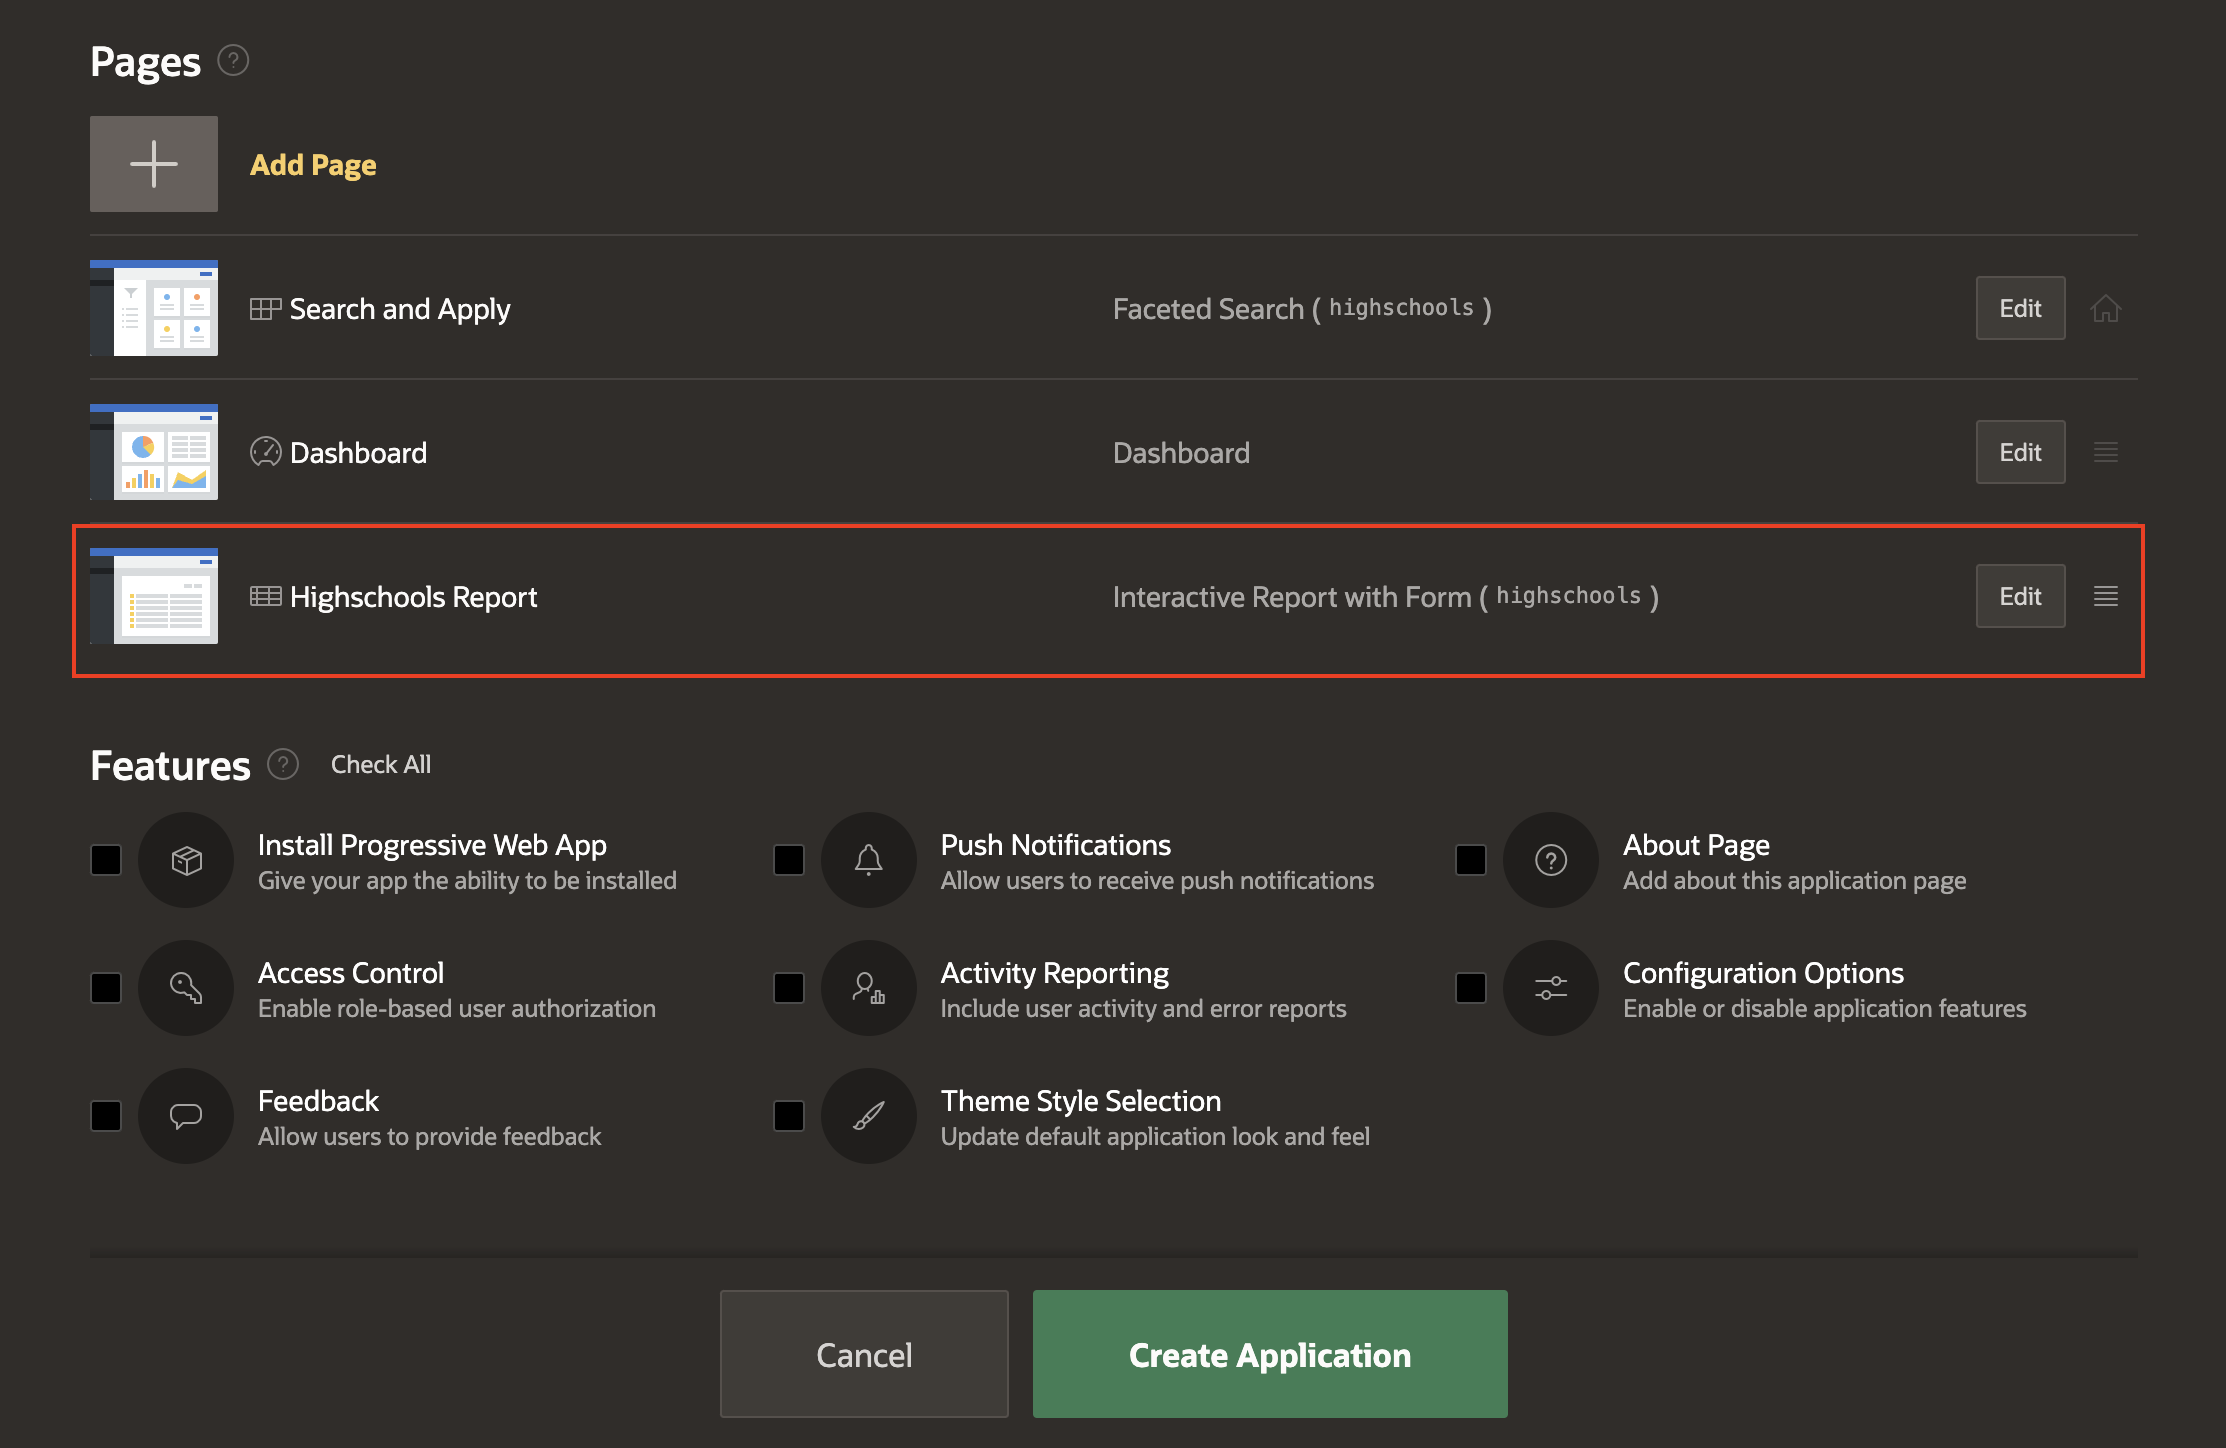 Pages ?
Add Page
Search and Apply Faceted Search ( highschools ) Edit
Dashboard Dashboard Edit
Highschools Report Interactive Report with Form ( highschools ) Edit
Features ? Check All
Install Progressive Web App
Give your app the ability to be installed
Push Notifications
Allow users to receive push notifications
? About Page
Add about this application page
Access Control
Enable role-based user authorization
Activity Reporting
Include user activity and error reports
Configuration Options
Enable or disable application features
Feedback
Allow users to provide feedback
Theme Style Selection
Update default application look and feel
Cancel Create Application